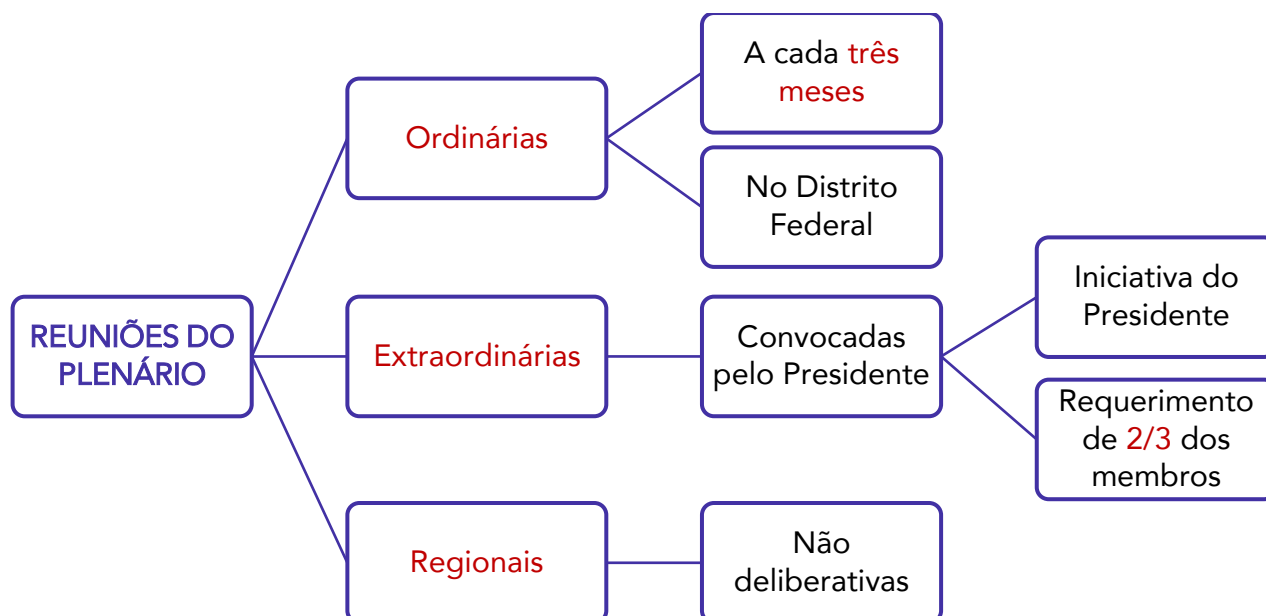 REUNIÕES DO
PLENÁRIO
Ordinárias
A cada três
meses
No Distrito
Federal
Extraordinárias
Convocadas
pelo Presidente
Iniciativa do
Presidente
Requerimento
de 2/3 dos
membros
Regionais
Não
deliberativas